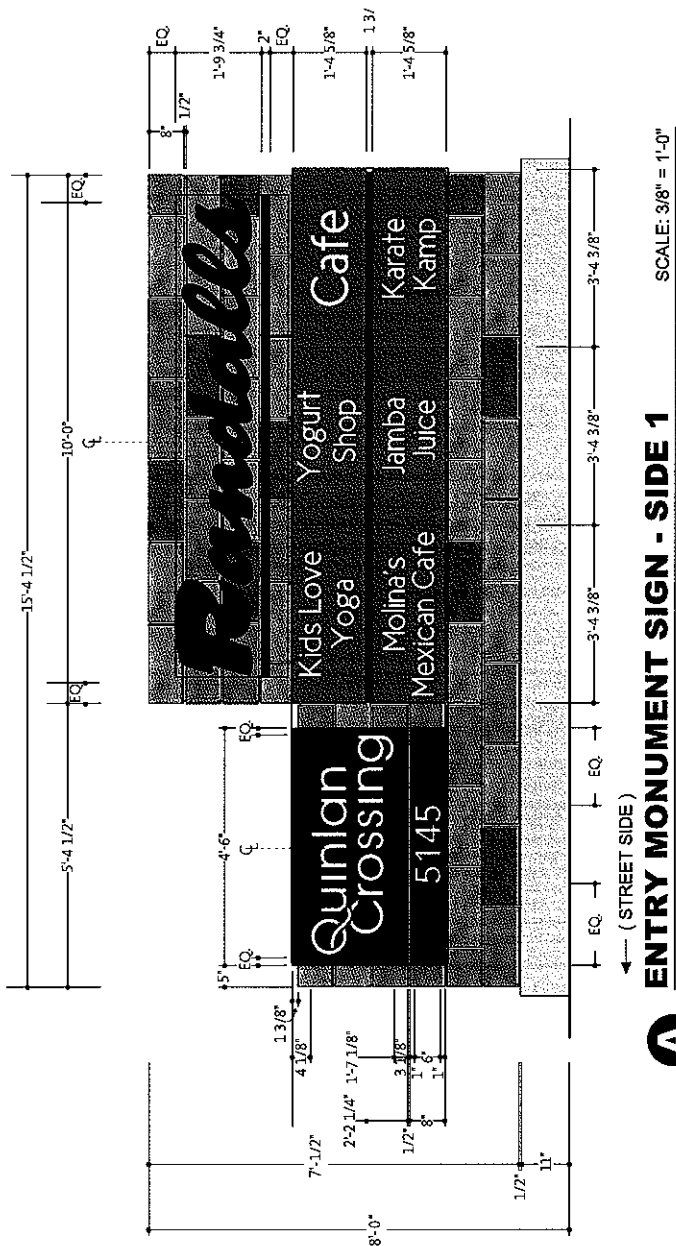 15'-4 1/2"
5'-4 1/2"
10'-0"
EQ.
EQ.
CL
4'-6"
5"
EQ.
EQ.
CL
8"
1/2"
EQ.
1'-9 3/4"
2"
EQ.
1'-4 5/8"
1 3/
1'-4 5/8"
Randalls
Kids Love
Yoga
Yogurt
Shop
Cafe
Molina's
Mexican Cafe
Jamba
Juice
Karate
Kamp
Quinlan
Crossing
5145
1 3/8"
4 1/8"
1'-7 1/8"
3 1/8"
1"
6"
1"
2'-2 1/4"
1/2"
8"
7'-1/2"
1/2"
11"
8'-0"
EQ.
EQ.
3'-4 3/8"
3'-4 3/8"
3'-4 3/8"
( STREET SIDE )
ENTRY MONUMENT SIGN - SIDE 1
SCALE: 3/8" = 1'-0"